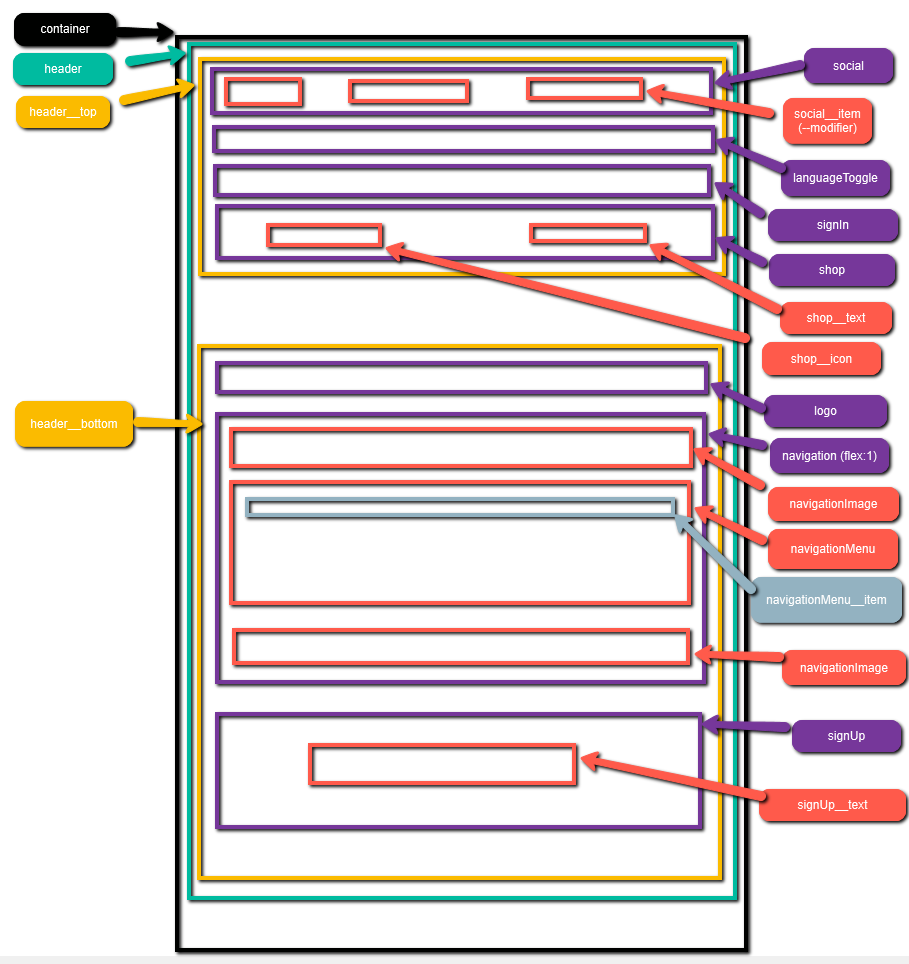 container
header
header__top
social
social__item
(--modifier)
languageToggle
signIn
shop
shop__text
shop__icon
header__bottom
logo
navigation (flex:1)
navigationImage
navigationMenu
navigationMenu__item
navigationImage
signUp
signUp__text